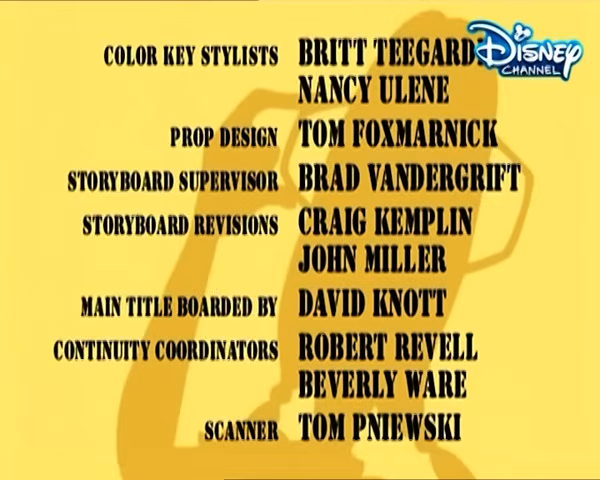 COLOR KEY STYLISTS BRITT
NANCY ULENE
PROP DESIGN TOM FOXMARNICK
STORYBOARD SUPERVISOR BRAD VANDERGRIFT
STORYBOARD REVISIONS CRAIG KEMPLIN
JOHN MILLER
MAIN TITLE BOARDED BY DAVID KNOTT
CONTINUITY COORDINATORS ROBERT REVELL
BEVERLY WARE
SCANNER TOM PNIEWSKI
Disney
CHANNEL